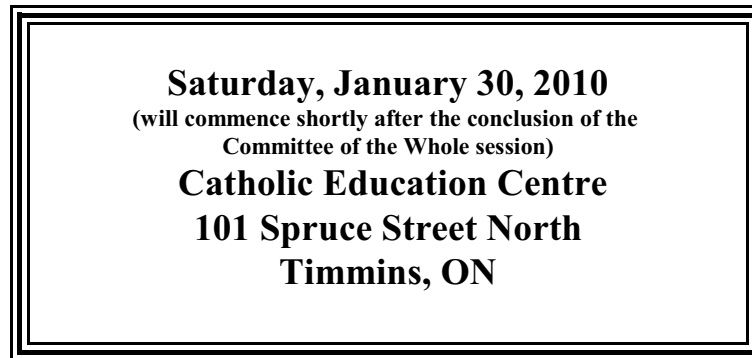 Saturday, January 30, 2010
(will commence shortly after the conclusion of the
Committee of the Whole session)
Catholic Education Centre
101 Spruce Street North
Timmins, ON